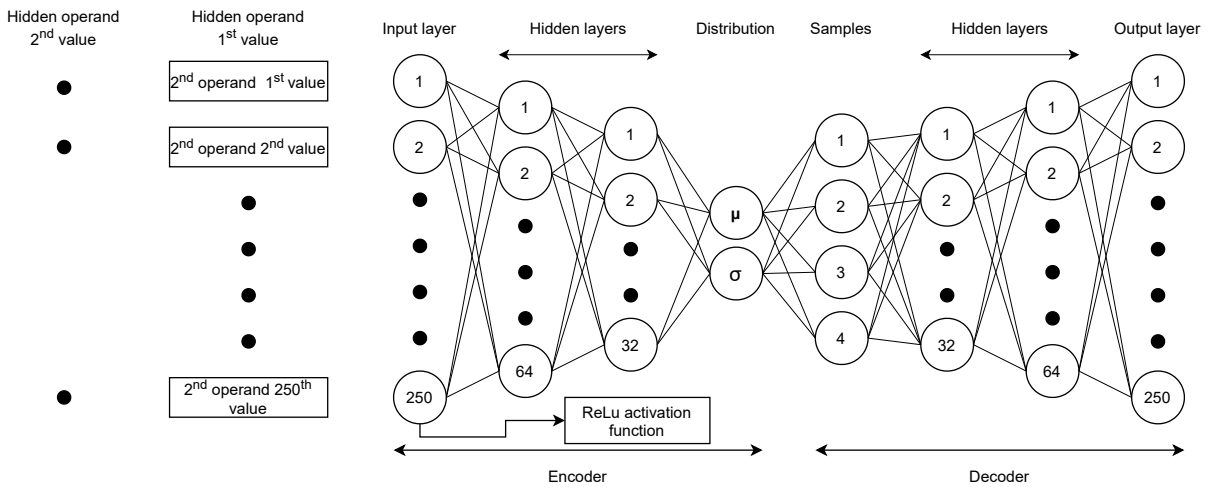 Hidden operand
2nd value
Hidden operand
1st value
Input layer
Hidden layers
Distribution
Samples
Hidden layers
Output layer
2nd operand 1st value
2nd operand 2nd value
2nd operand 250th
value
1
2
250
1
2
64
1
2
32
μ
σ
1
2
3
4
1
2
32
1
2
64
1
2
250
ReLu activation
function
Encoder
Decoder